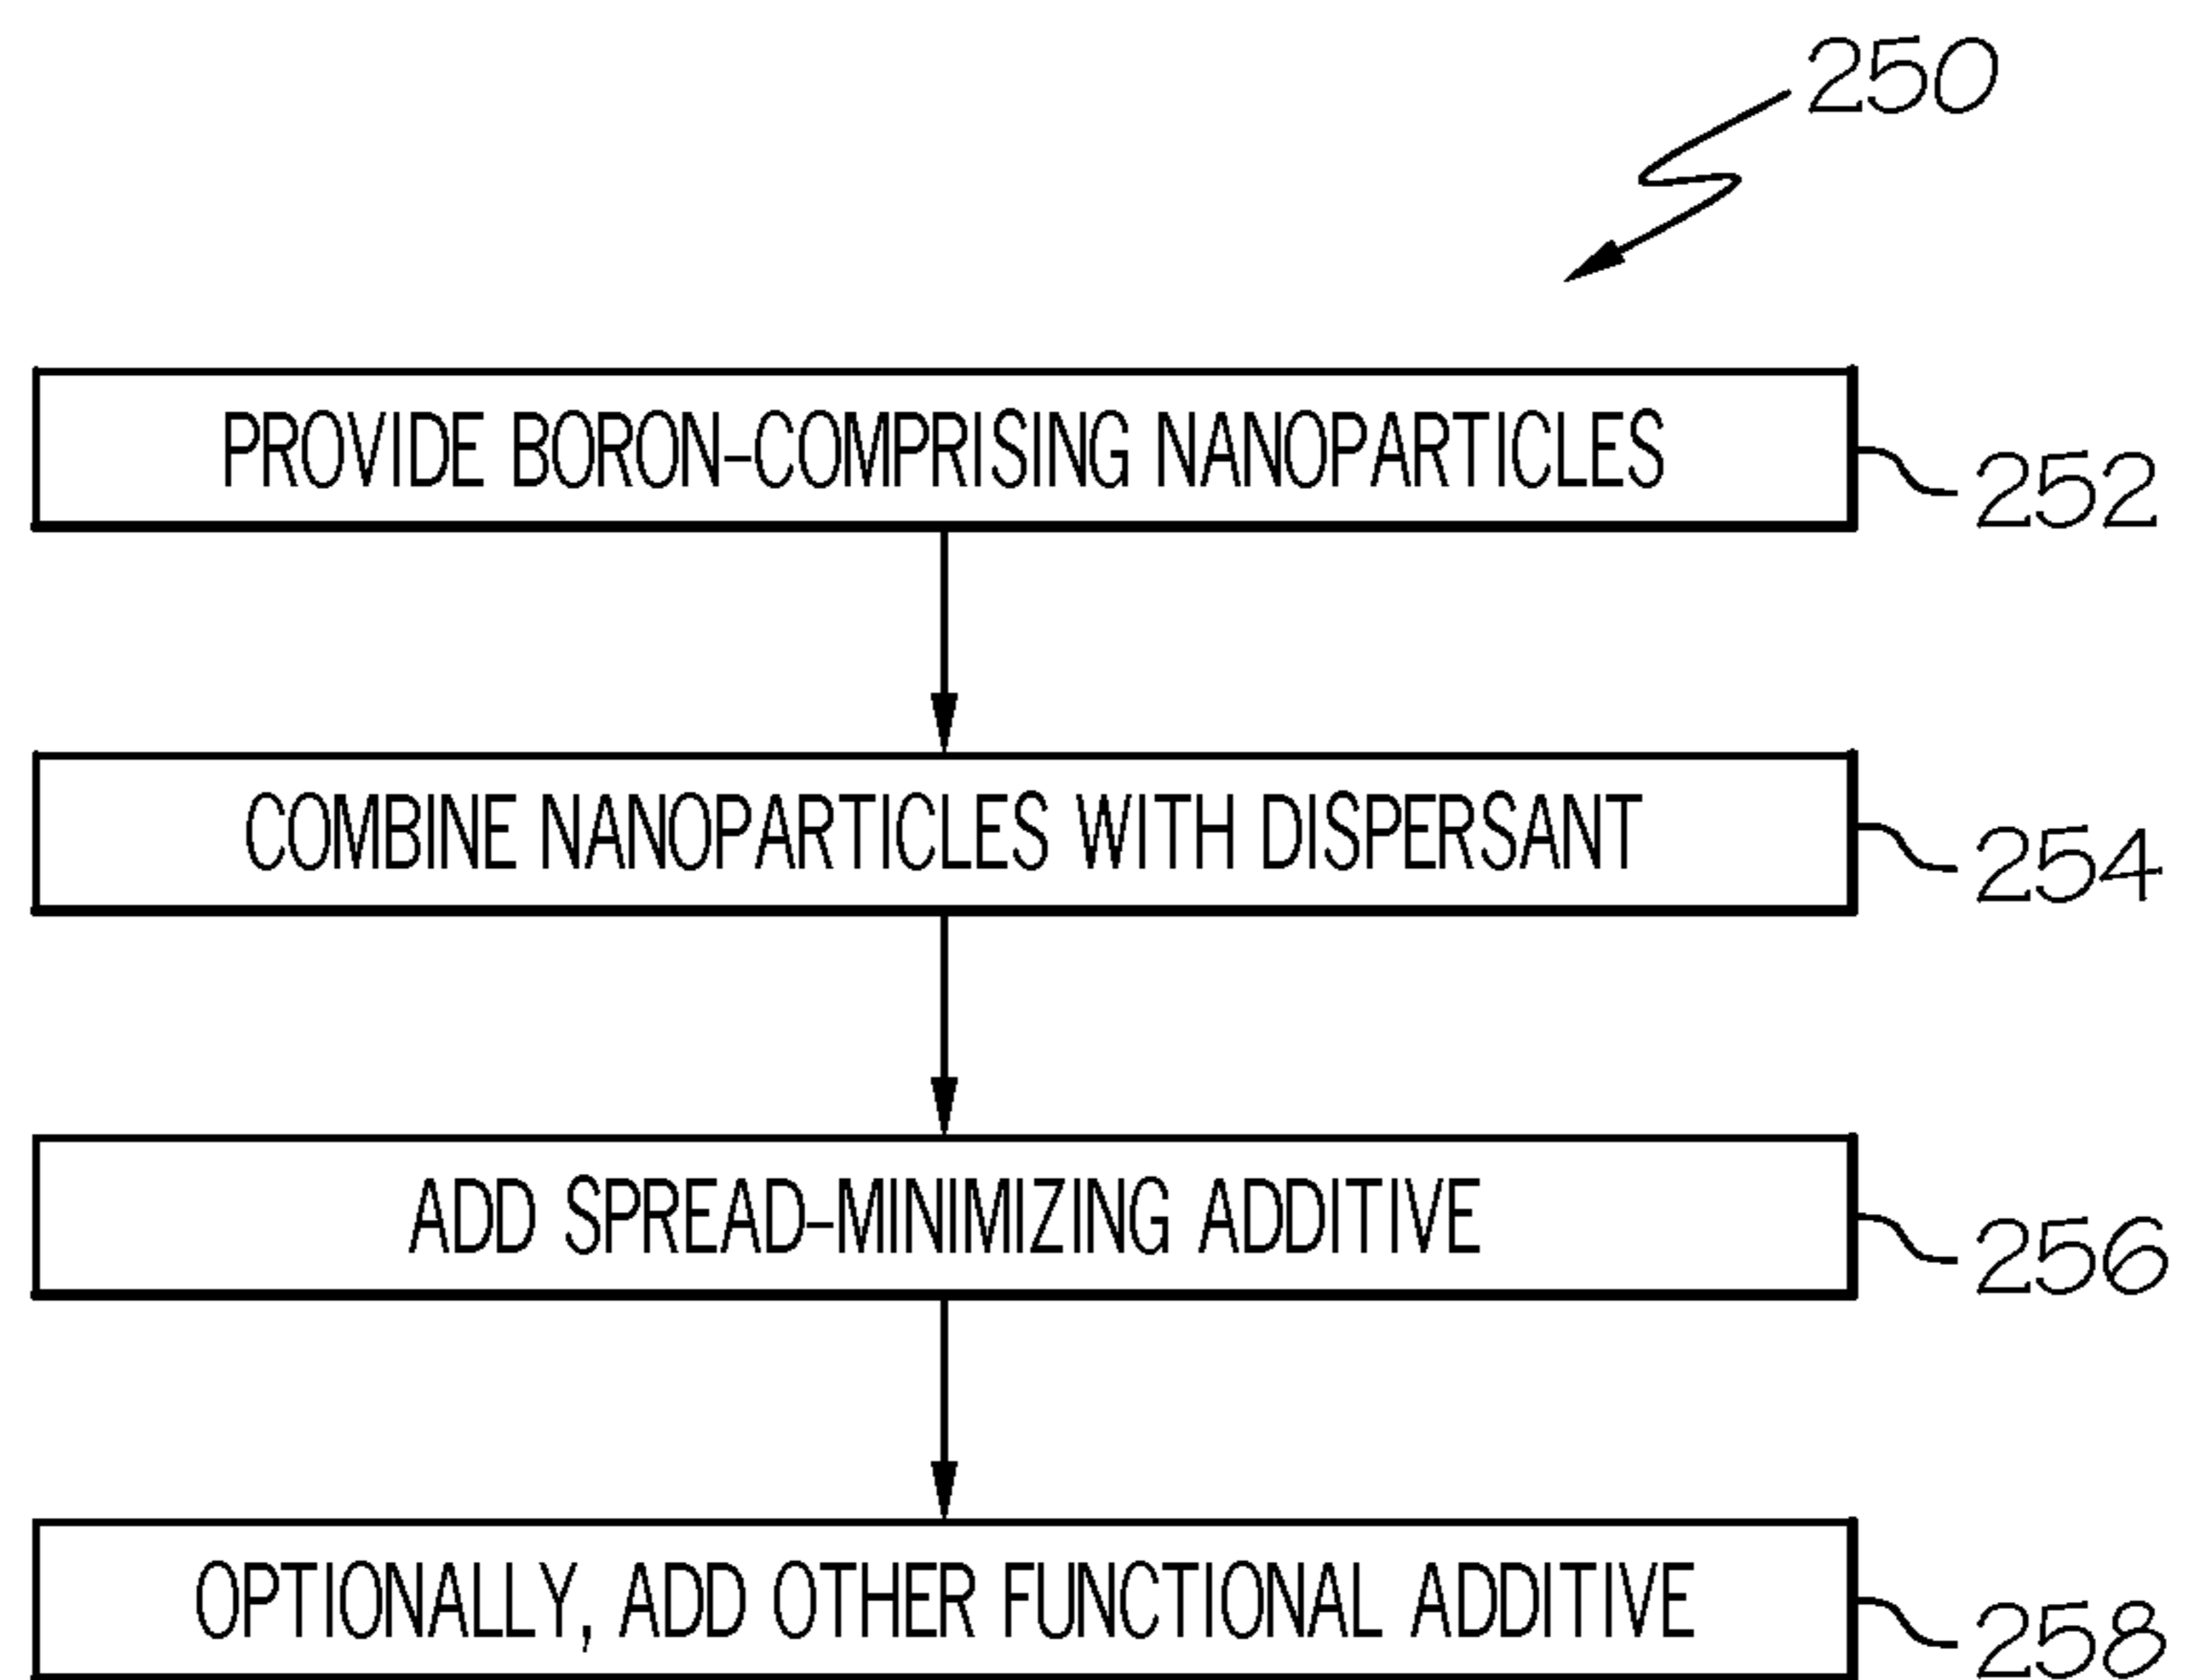 250
PROVIDE BORON-COMPRISING NANOPARTICLES
252
COMBINE NANOPARTICLES WITH DISPERSANT
254
ADD SPREAD-MINIMIZING ADDITIVE
256
OPTIONALLY, ADD OTHER FUNCTIONAL ADDITIVE
258